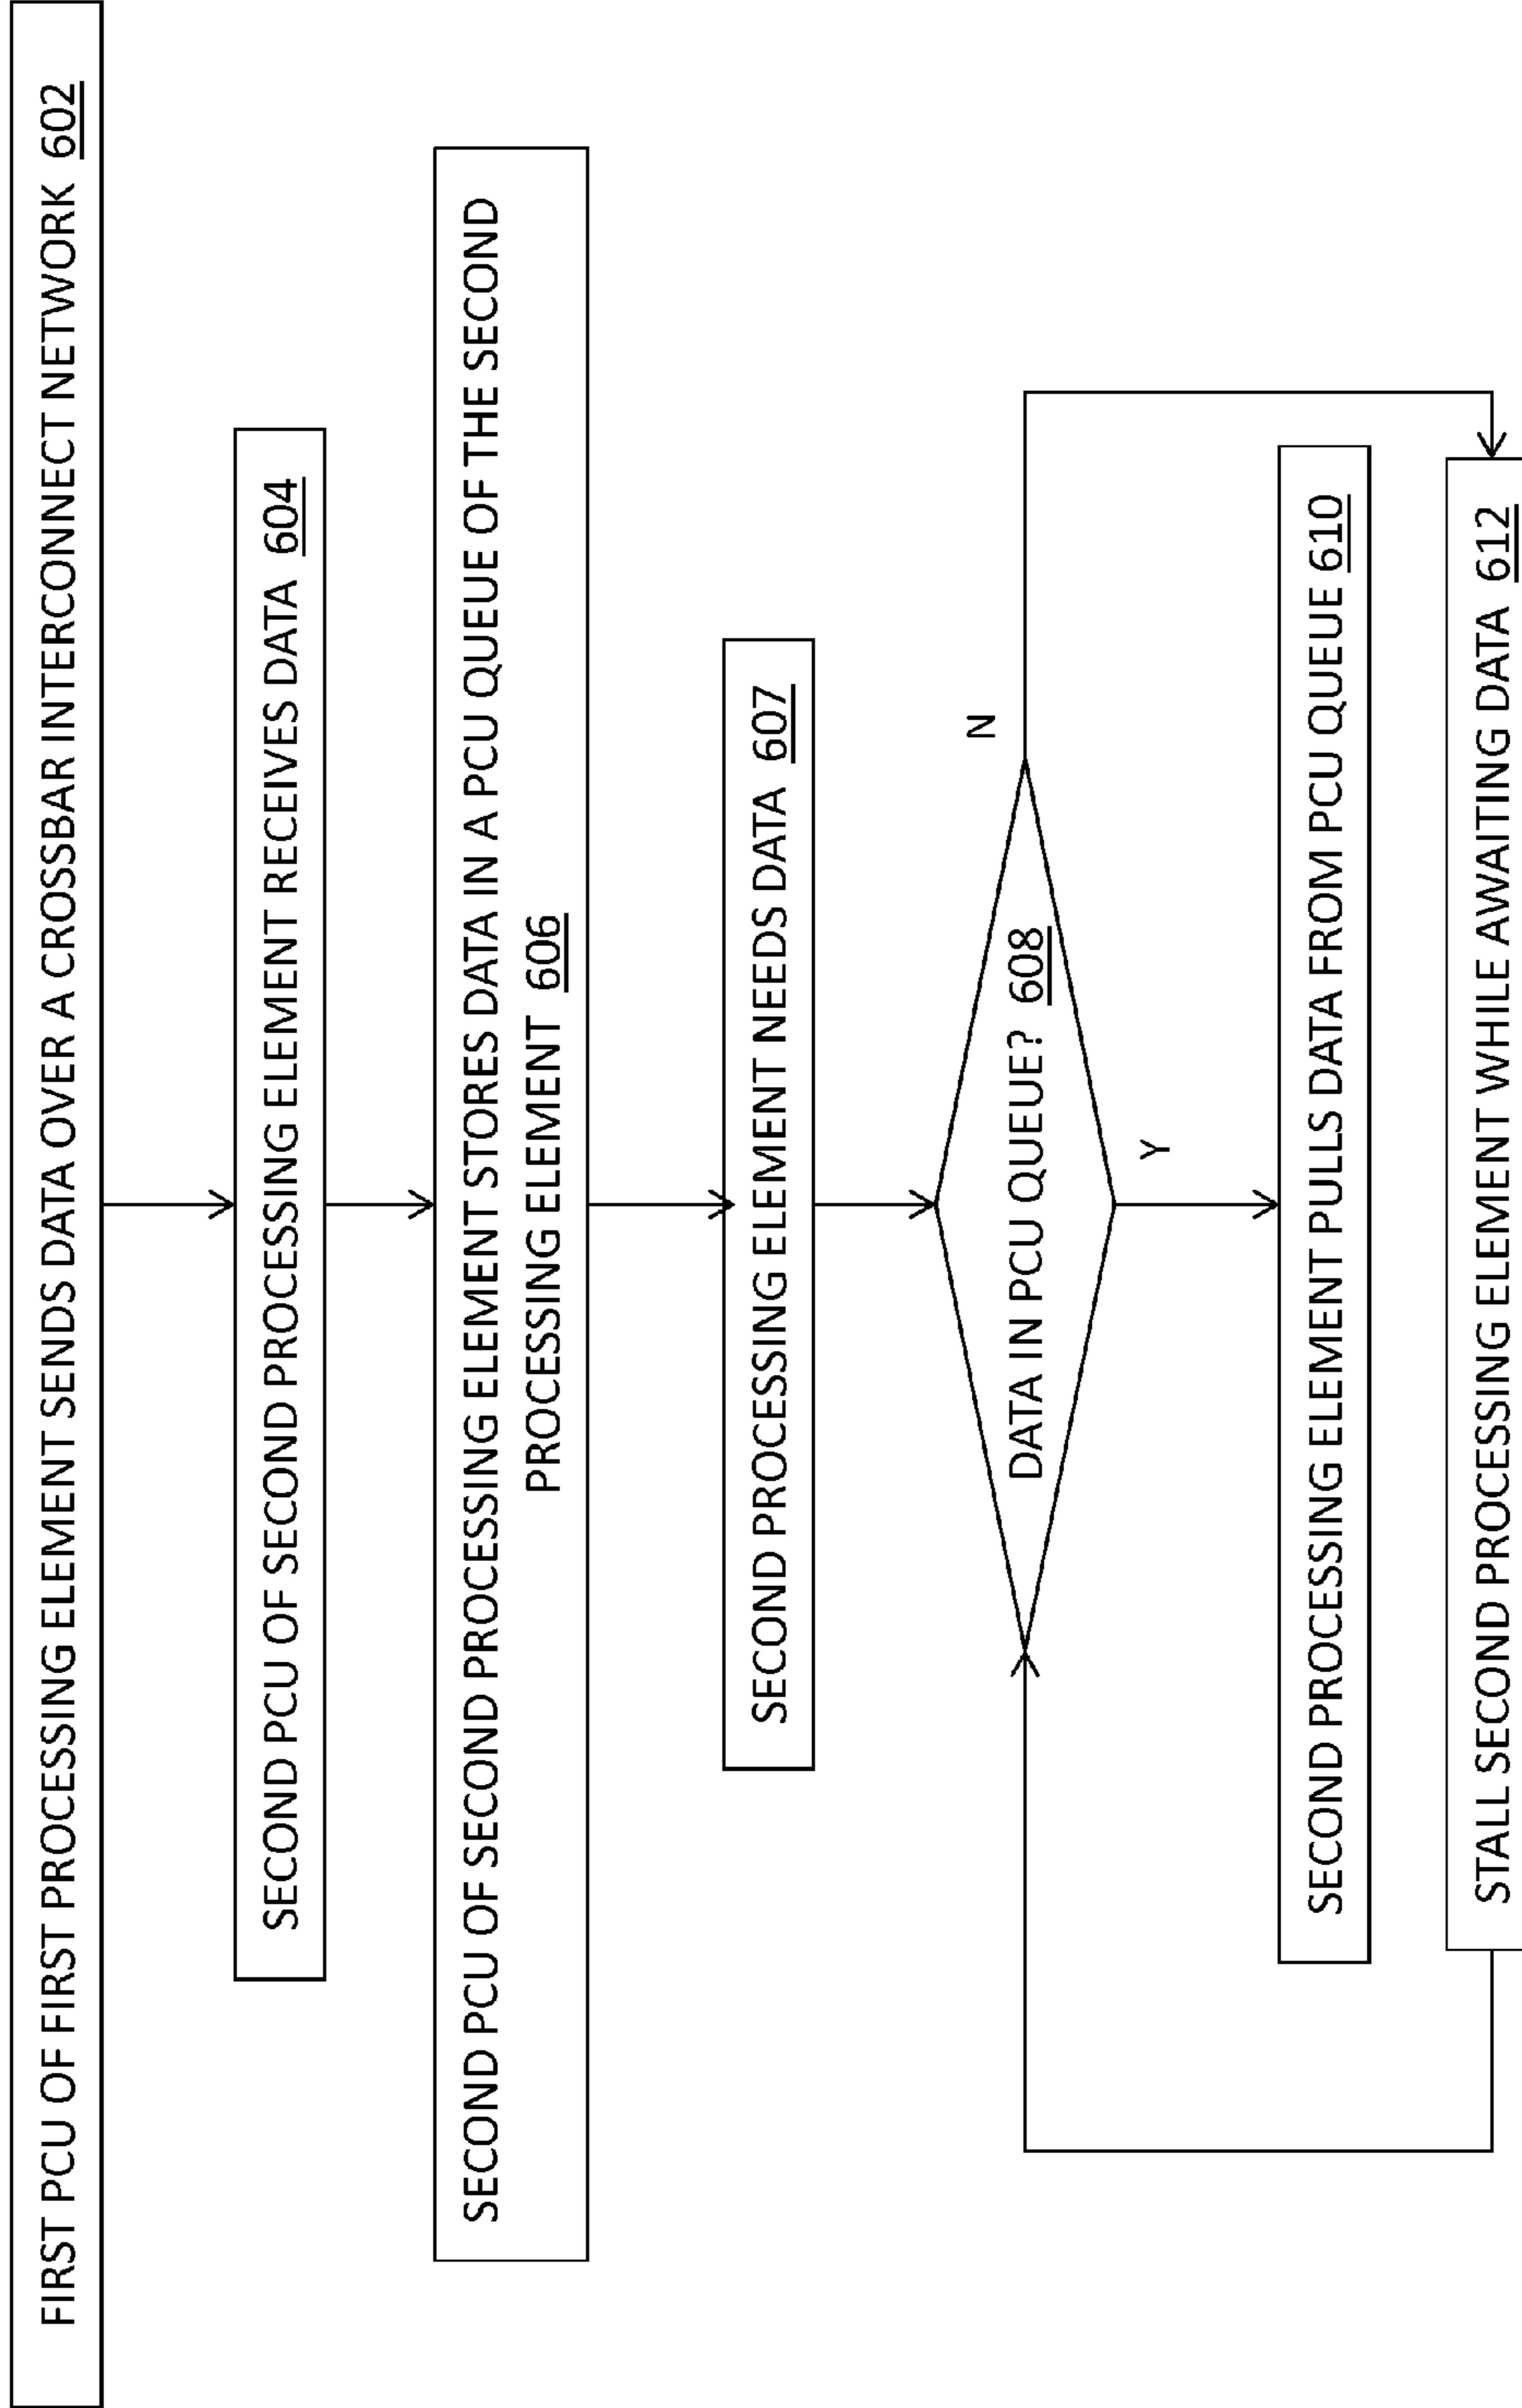 FIRST PCU OF FIRST PROCESSING ELEMENT SENDS DATA OVER A CROSSBAR INTERCONNECT NETWORK 602
SECOND PCU OF SECOND PROCESSING ELEMENT RECEIVES DATA 604
SECOND PCU OF SECOND PROCESSING ELEMENT STORES DATA IN A PCU QUEUE OF THE SECOND
PROCESSING ELEMENT 606
SECOND PROCESSING ELEMENT NEEDS DATA 607
N
DATA IN PCU QUEUE? 608
Y
SECOND PROCESSING ELEMENT PULLS DATA FROM PCU QUEUE 610
STALL SECOND PROCESSING ELEMENT WHILE AWAITING DATA 612